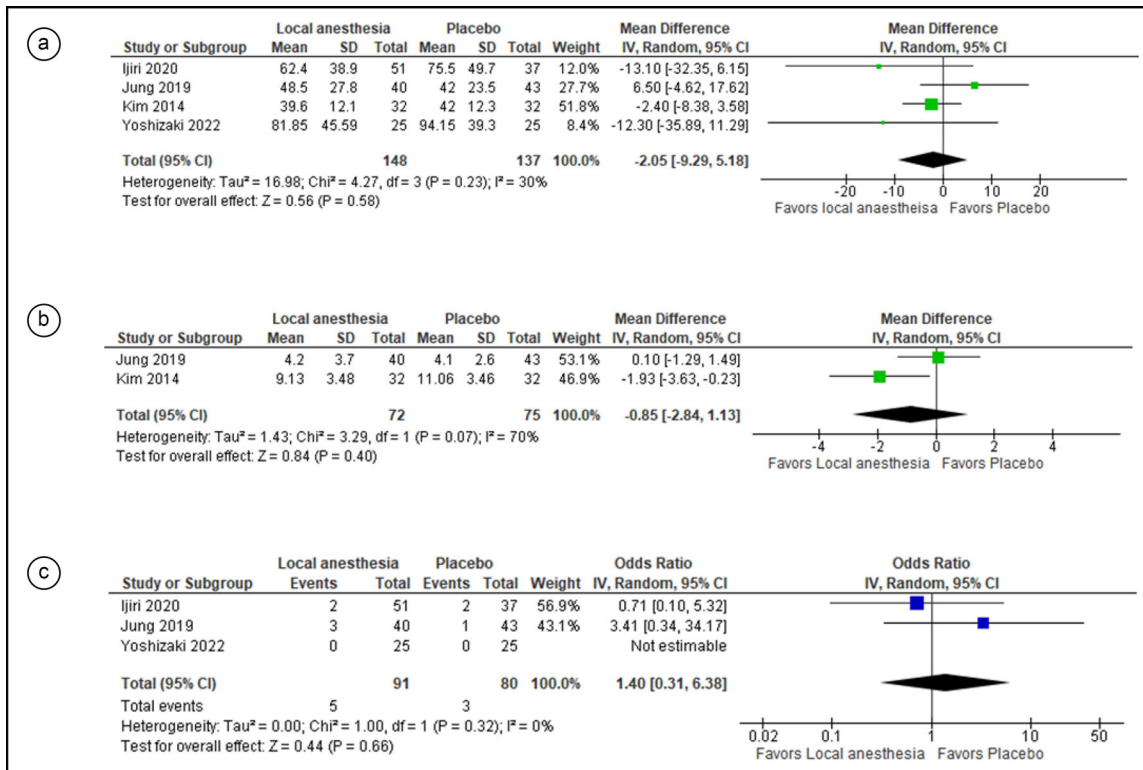 a
Local anesthesia Placebo Mean Difference Mean Difference
Study or Subgroup Mean SD Total Mean SD Total Weight IV, Random, 95% CI IV, Random, 95% CI
Ijiri 2020 62.4 38.9 51 75.5 49.7 37 12.0% -13.10 [-32.35, 6.15]
Jung 2019 48.5 27.8 40 42 23.5 43 27.7% 6.50 [-4.62, 17.62]
Kim 2014 39.6 12.1 32 42 12.3 32 51.8% -2.40 [-8.38, 3.58]
Yoshizaki 2022 81.85 45.59 25 94.15 39.3 25 8.4% -12.30 [-35.89, 11.29]
Total (95% CI) 148 137 100.0% -2.05 [-9.29, 5.18]
Heterogeneity: Tau² = 16.98; Chi² = 4.27, df = 3 (P = 0.23); I² = 30%
Test for overall effect: Z = 0.56 (P = 0.58)
-20 -10 0 10 20
Favors local anaestheisa Favors Placebo
b
Local anesthesia Placebo Mean Difference Mean Difference
Study or Subgroup Mean SD Total Mean SD Total Weight IV, Random, 95% CI IV, Random, 95% CI
Jung 2019 4.2 3.7 40 4.1 2.6 43 53.1% 0.10 [-1.29, 1.49]
Kim 2014 9.13 3.48 32 11.06 3.46 32 46.9% -1.93 [-3.63, -0.23]
Total (95% CI) 72 75 100.0% -0.85 [-2.84, 1.13]
Heterogeneity: Tau² = 1.43; Chi² = 3.29, df = 1 (P = 0.07); I² = 70%
Test for overall effect: Z = 0.84 (P = 0.40)
-4 -2 0 2 4
Favors Local anesthesia Favors Placebo
c
Local anesthesia Placebo Odds Ratio Odds Ratio
Study or Subgroup Events Total Events Total Weight IV, Random, 95% CI IV, Random, 95% CI
Ijiri 2020 2 51 2 37 56.9% 0.71 [0.10, 5.32]
Jung 2019 3 40 1 43 43.1% 3.41 [0.34, 34.17]
Yoshizaki 2022 0 25 0 25 Not estimable
Total (95% CI) 91 80 100.0% 1.40 [0.31, 6.38]
Total events 5 3
Heterogeneity: Tau² = 0.00; Chi² = 1.00, df = 1 (P = 0.32); I² = 0%
Test for overall effect: Z = 0.44 (P = 0.66)
0.02 0.1 1 10 50
Favors Local anesthesia Favors Placebo